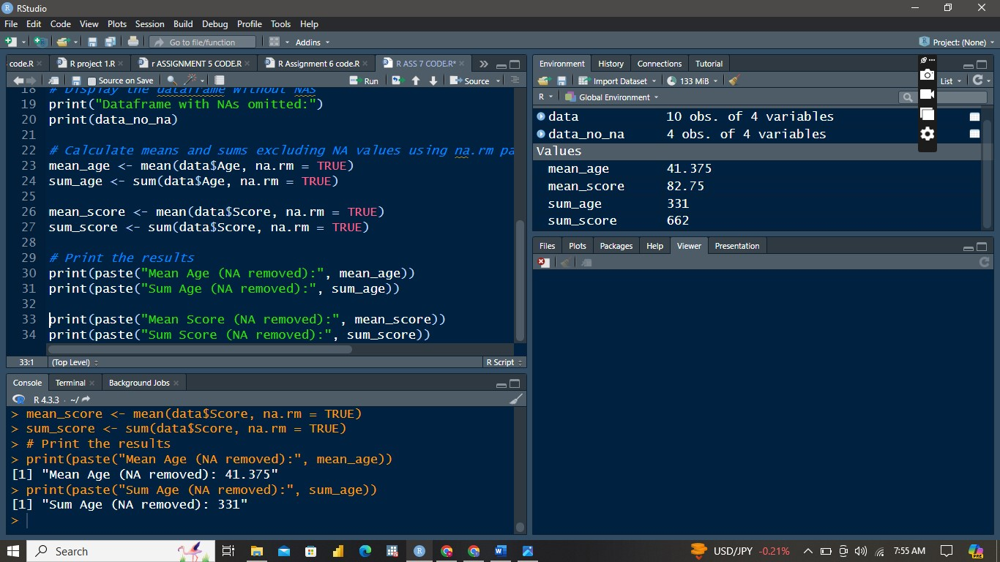 RStudio
File Edit Code View Plots Session Build Debug Profile Tools Help
Go to file/function Addins Project: (None)
code.R R project 1.R r ASSIGNMENT 5 CODE.R R Assignment 6 code.R R ASS 7 CODE.R*
Source on Save Run Source
18 # Display the dataframe without NAs
19 print("Dataframe with NAs omitted:")
20 print(data_no_na)
21
22 # Calculate means and sums excluding NA values using na.rm pa
23 mean_age <- mean(data$Age, na.rm = TRUE)
24 sum_age <- sum(data$Age, na.rm = TRUE)
25
26 mean_score <- mean(data$Score, na.rm = TRUE)
27 sum_score <- sum(data$Score, na.rm = TRUE)
28
29 # Print the results
30 print(paste("Mean Age (NA removed):", mean_age))
31 print(paste("Sum Age (NA removed):", sum_age))
32
33 print(paste("Mean Score (NA removed):", mean_score))
34 print(paste("Sum Score (NA removed):", sum_score))
33:1 (Top Level) R Script
Console Terminal Background Jobs
R 4.3.3 · ~/
> mean_score <- mean(data$Score, na.rm = TRUE)
> sum_score <- sum(data$Score, na.rm = TRUE)
> # Print the results
> print(paste("Mean Age (NA removed):", mean_age))
[1] "Mean Age (NA removed): 41.375"
> print(paste("Sum Age (NA removed):", sum_age))
[1] "Sum Age (NA removed): 331"
>
Environment History Connections Tutorial
Import Dataset 133 MiB List
R Global Environment
data 10 obs. of 4 variables
data_no_na 4 obs. of 4 variables
Values
mean_age 41.375
mean_score 82.75
sum_age 331
sum_score 662
Files Plots Packages Help Viewer Presentation
Search USD/JPY -0.21% 7:55 AM
PRE